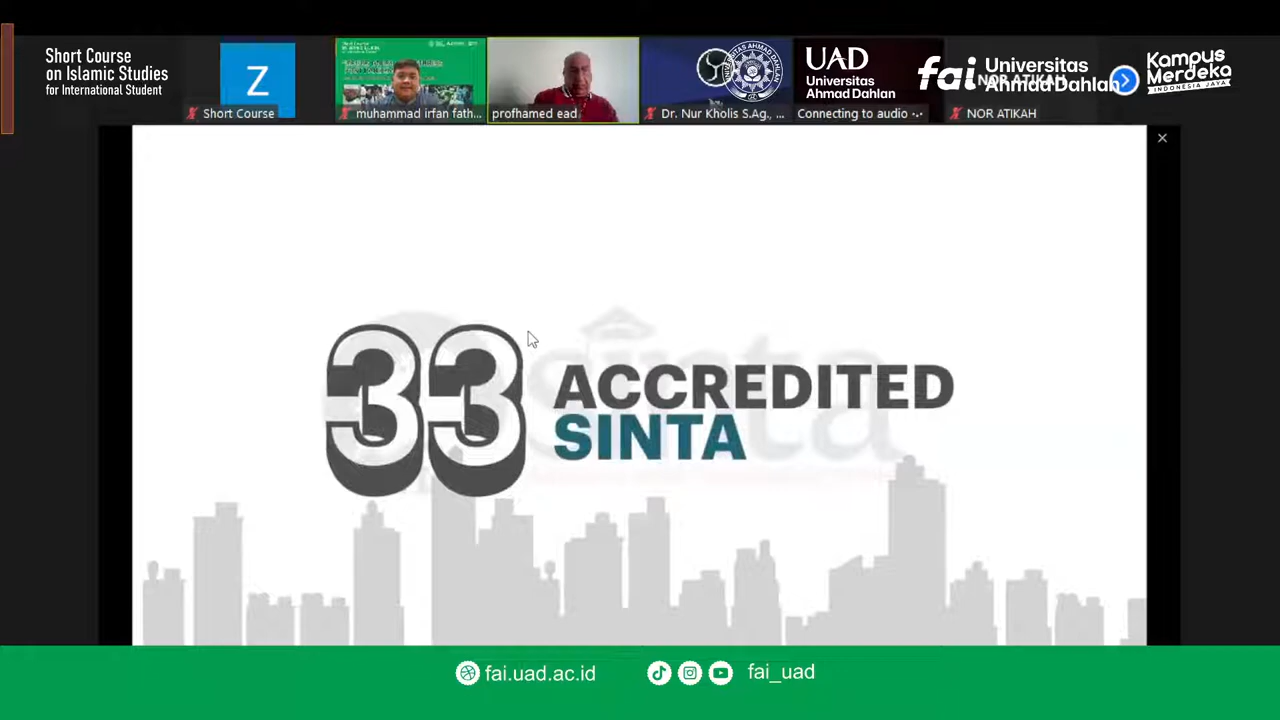 Short Course
on Islamic Studies
for International Student
Z
Short Course
muhammad irfan fath...
profhamed ead
Dr. Nur Kholis S.Ag., ...
UAD
Universitas
Ahmad Dahlan
Connecting to audio
fai
Universitas
Ahmad Dahlan
NOR ATIKAH
NOR ATIKAH
Kampus
Merdeka
INDONESIA JAYA
33 ACCREDITED
SINTA
sinta
fai.uad.ac.id
fai_uad